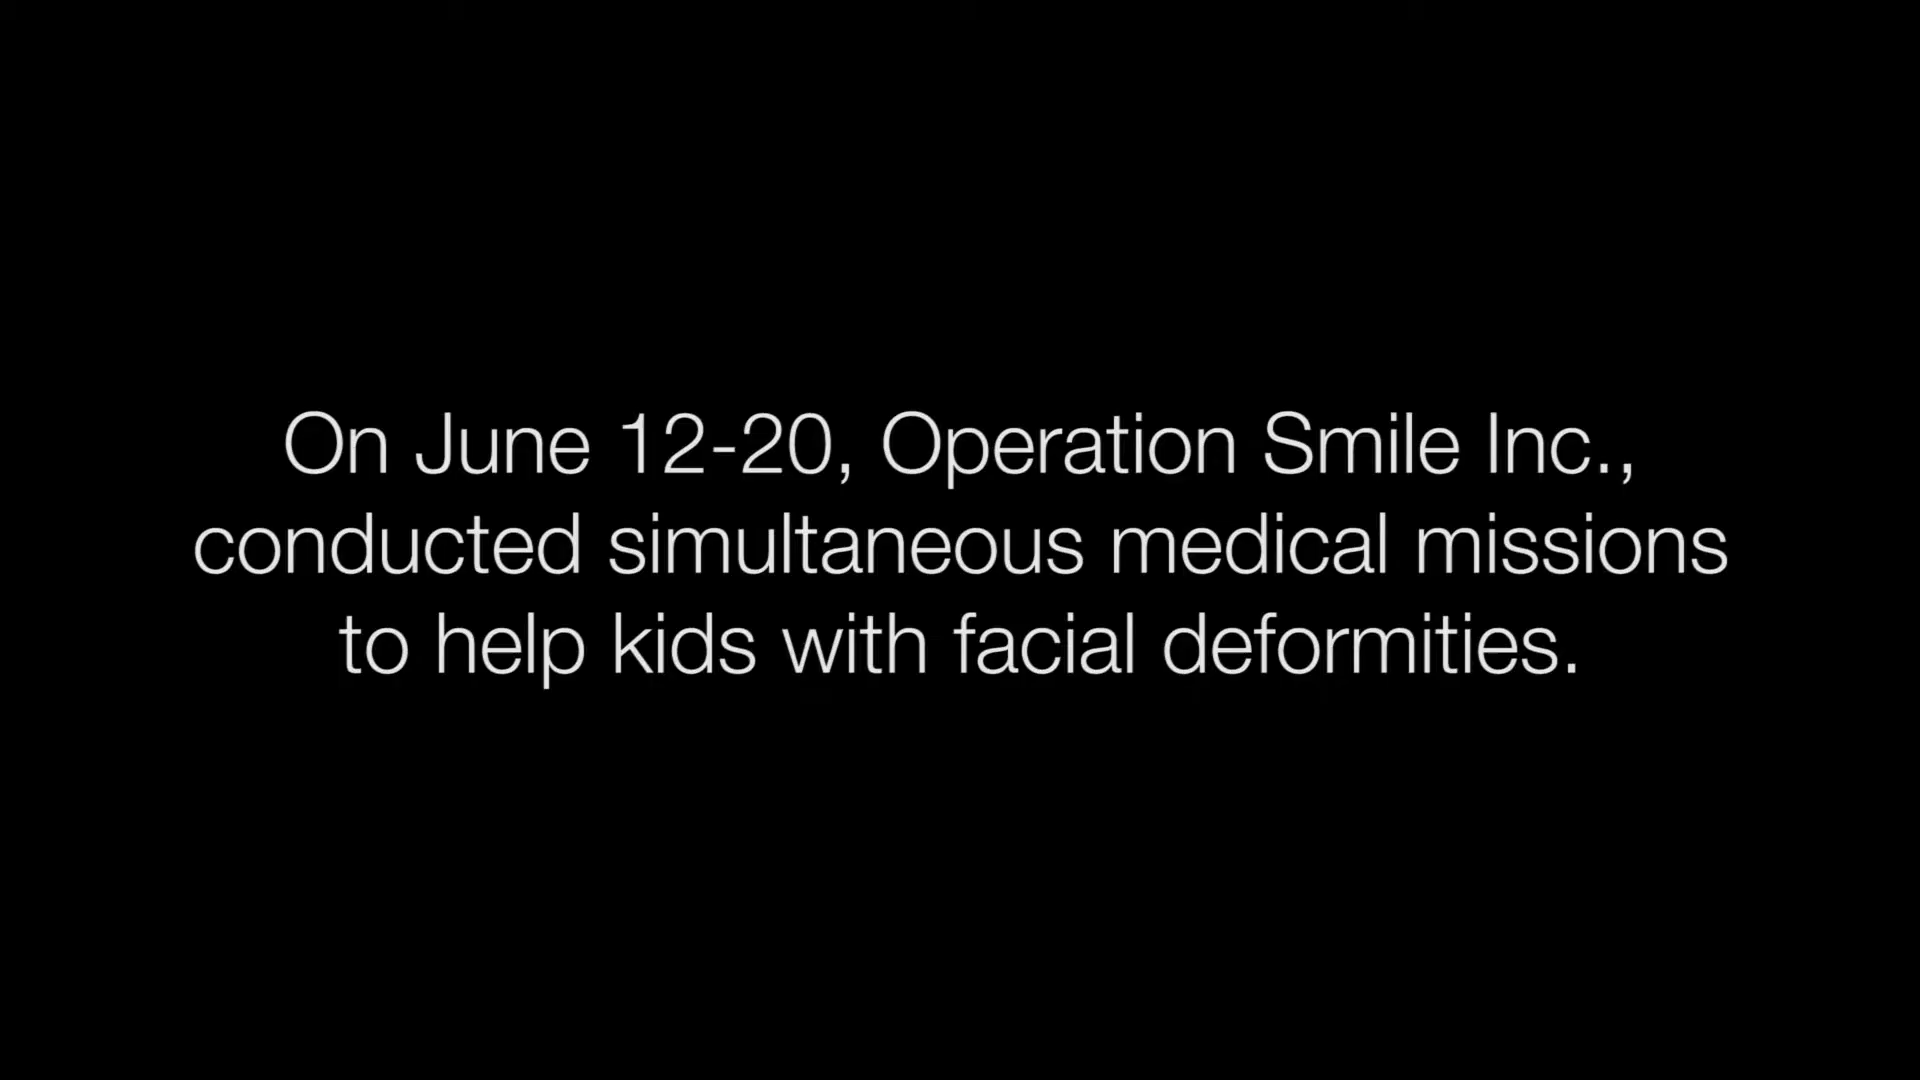 On June 12-20, Operation Smile Inc.,
conducted simultaneous medical missions
to help kids with facial deformities.